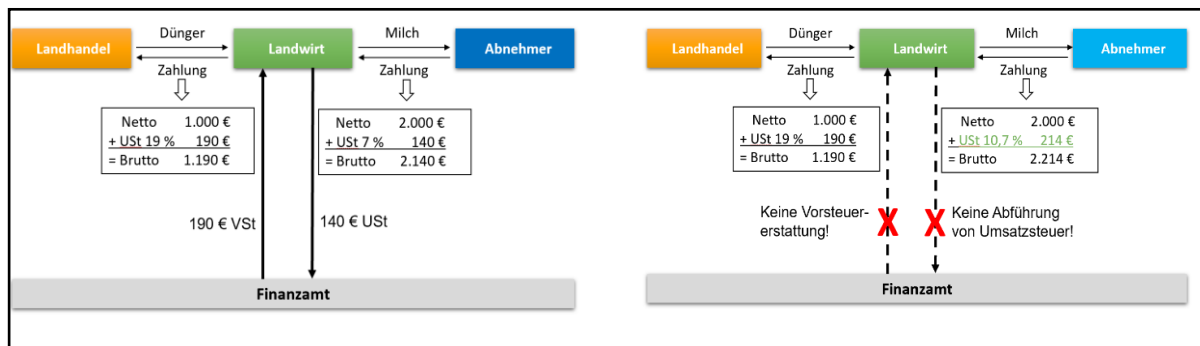 Dünger
Milch
Landhandel
Landwirt
Abnehmer
Zahlung
Zahlung
Netto 1.000 €
+ USt 19 % 190 €
= Brutto 1.190 €
Netto 2.000 €
+ USt 7 % 140 €
= Brutto 2.140 €
190 € VSt
140 € USt
Finanzamt
Dünger
Milch
Landhandel
Landwirt
Abnehmer
Zahlung
Zahlung
Netto 1.000 €
+ USt 19 % 190 €
= Brutto 1.190 €
Netto 2.000 €
+ USt 10,7 % 214 €
= Brutto 2.214 €
Keine Vorsteuer-
erstattung!
Keine Abführung
von Umsatzsteuer!
Finanzamt